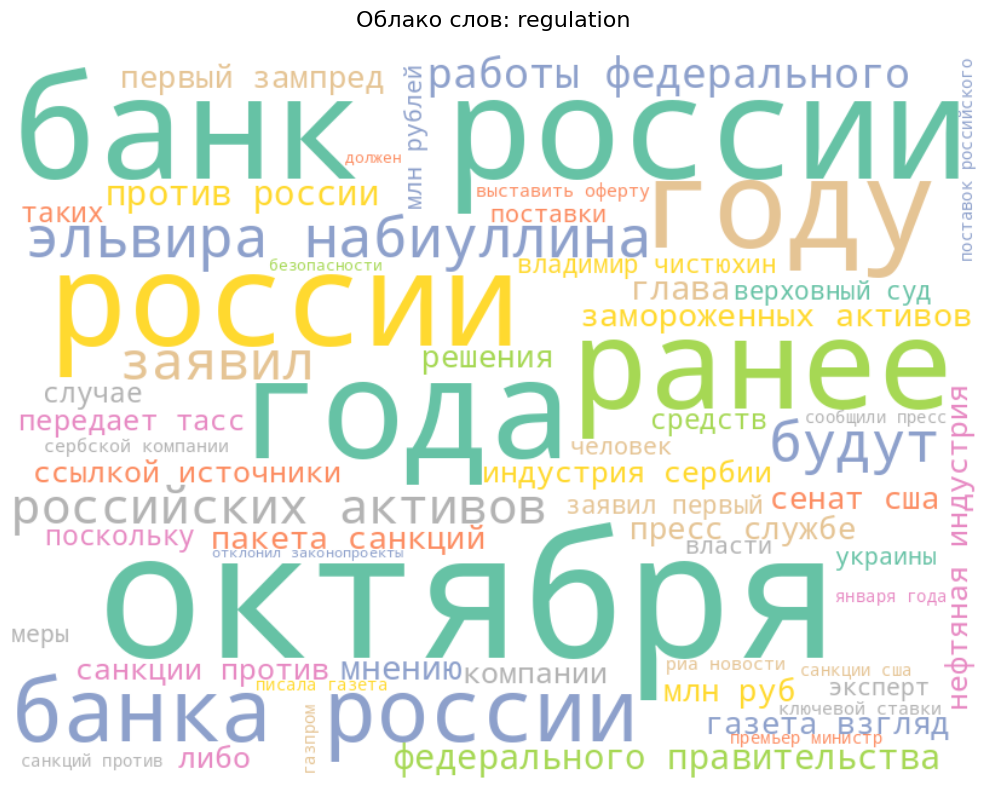 Облако слов: regulation
первый зампред
млн рублей
работы федерального
поставок российского
банк россии
должен
против россии
выставить оферту
году
таких
поставки
эльвира набиуллина
безопасности
владимир чистюхин
россии
глава
верховный суд
замороженных активов
заявил
решения
ранее
года
случае
передает тасс
средств
сообщили пресс
сербской компании
человек
будут
нефтяная индустрия
ссылкой источники
индустрия сербии
российских активов
заявил первый
сенат сша
поскольку
пакета санкций
пресс службе
отклонил законопроекты
власти
украины
октября
января года
меры
санкции против
мнению
компании
риа новости
санкции сша
писала газета
млн руб
эксперт
банка россии
ключевой ставки
газета взгляд
газпром
премьер министр
санкций против
либо
федерального правительства